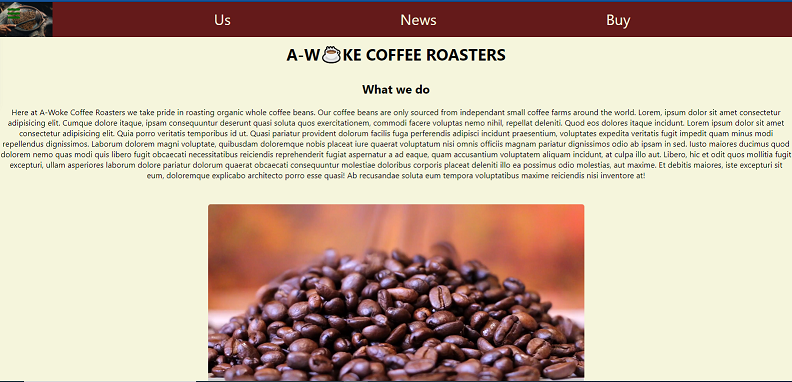 Us News Buy
A-W☕KE COFFEE ROASTERS
What we do
Here at A-Woke Coffee Roasters we take pride in roasting organic whole coffee beans. Our coffee beans are only sourced from independant small coffee farms around the world. Lorem, ipsum dolor sit amet consectetur
adipisicing elit. Cumque dolore itaque, ipsam consequuntur deserunt quasi soluta quos exercitationem, commodi facere voluptas nemo nihil, repellat deleniti. Quod eos dolores itaque incidunt. Lorem ipsum dolor sit amet
consectetur adipisicing elit. Quia porro veritatis temporibus id ut. Quasi pariatur provident dolorum facilis fuga perferendis adipisci incidunt praesentium, voluptates expedita veritatis fugit impedit quam minus modi
repellendus dignissimos. Laborum dolorem magni voluptate, quibusdam doloremque nobis placeat iure quaerat voluptatum nisi omnis officiis magnam pariatur dignissimos odio ab ipsam in sed. Iusto maiores ducimus quod
dolorem nemo quas modi quis libero fugit obcaecati necessitatibus reiciendis reprehenderit fugiat aspernatur a ad eaque, quam accusantium voluptatem aliquam incidunt, at culpa illo aut. Libero, hic et odit quos mollitia fugit
excepturi, ullam asperiores laborum dolore pariatur dolorum quaerat obcaecati consequuntur molestiae doloribus corporis placeat deleniti illo ea possimus odio molestias, aut maxime. Et debitis maiores, iste excepturi sit
eum, doloremque explicabo architecto porro esse quasi! Ab recusandae soluta eum tempora voluptatibus maxime reiciendis nisi inventore at!